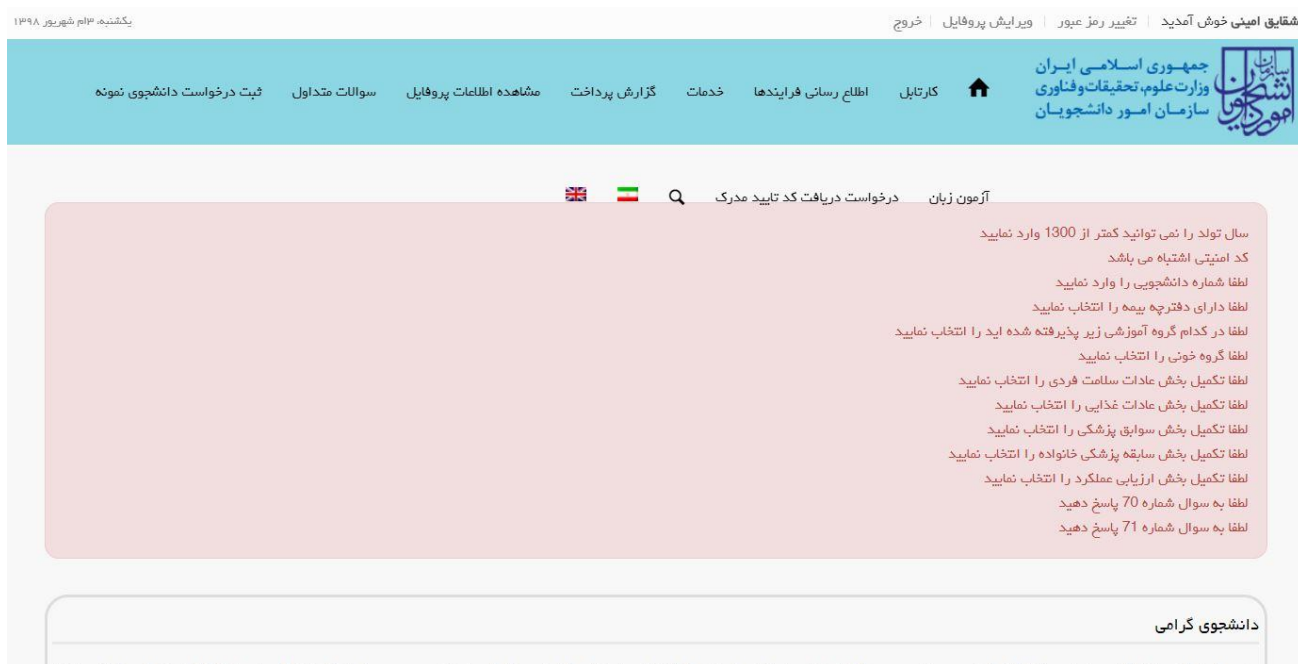 شقایق امینی خوش آمدید | تغییر رمز عبور | ویرایش پروفایل | خروج
یکشنبه، ۳ام شهریور ۱۳۹۸
سازمان امور دانشجویان
جمهوری اسلامی ایران
وزارت علوم، تحقیقات و فناوری
سازمان امور دانشجویان
کارتابل اطلاع رسانی فرایندها خدمات گزارش پرداخت مشاهده اطلاعات پروفایل سوالات متداول ثبت درخواست دانشجوی نمونه
آزمون زبان درخواست دریافت کد تایید مدرک
سال تولد را نمی توانید کمتر از 1300 وارد نمایید
کد امنیتی اشتباه می باشد
لطفا شماره دانشجویی را وارد نمایید
لطفا دارای دفترچه بیمه را انتخاب نمایید
لطفا در کدام گروه آموزشی زیر پذیرفته شده اید را انتخاب نمایید
لطفا گروه خونی را انتخاب نمایید
لطفا تکمیل بخش عادات سلامت فردی را انتخاب نمایید
لطفا تکمیل بخش عادات غذایی را انتخاب نمایید
لطفا تکمیل بخش سوابق پزشکی را انتخاب نمایید
لطفا تکمیل بخش سابقه پزشکی خانواده را انتخاب نمایید
لطفا تکمیل بخش ارزیابی عملکرد را انتخاب نمایید
لطفا به سوال شماره 70 پاسخ دهید
لطفا به سوال شماره 71 پاسخ دهید
دانشجوی گرامی